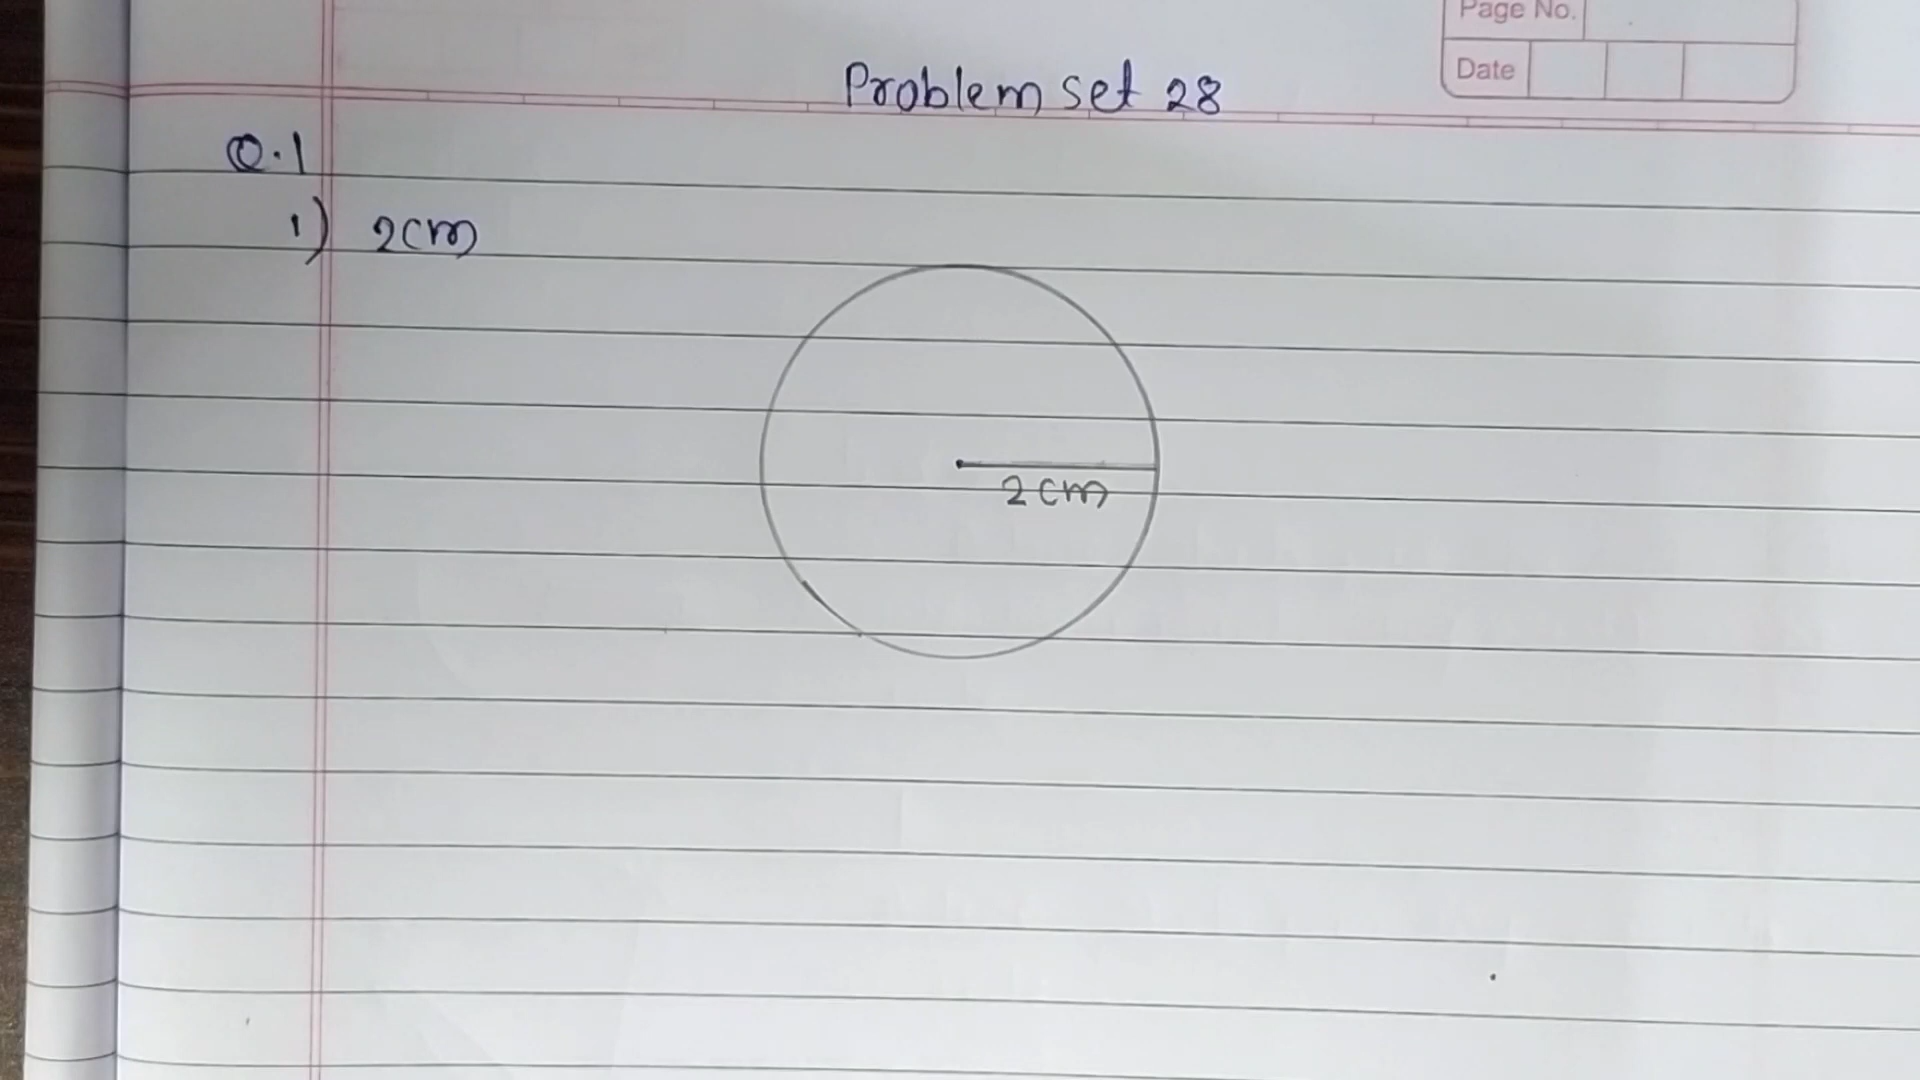 Page No.
Date
Problem set 28
Q.1
1) 2cm
2cm